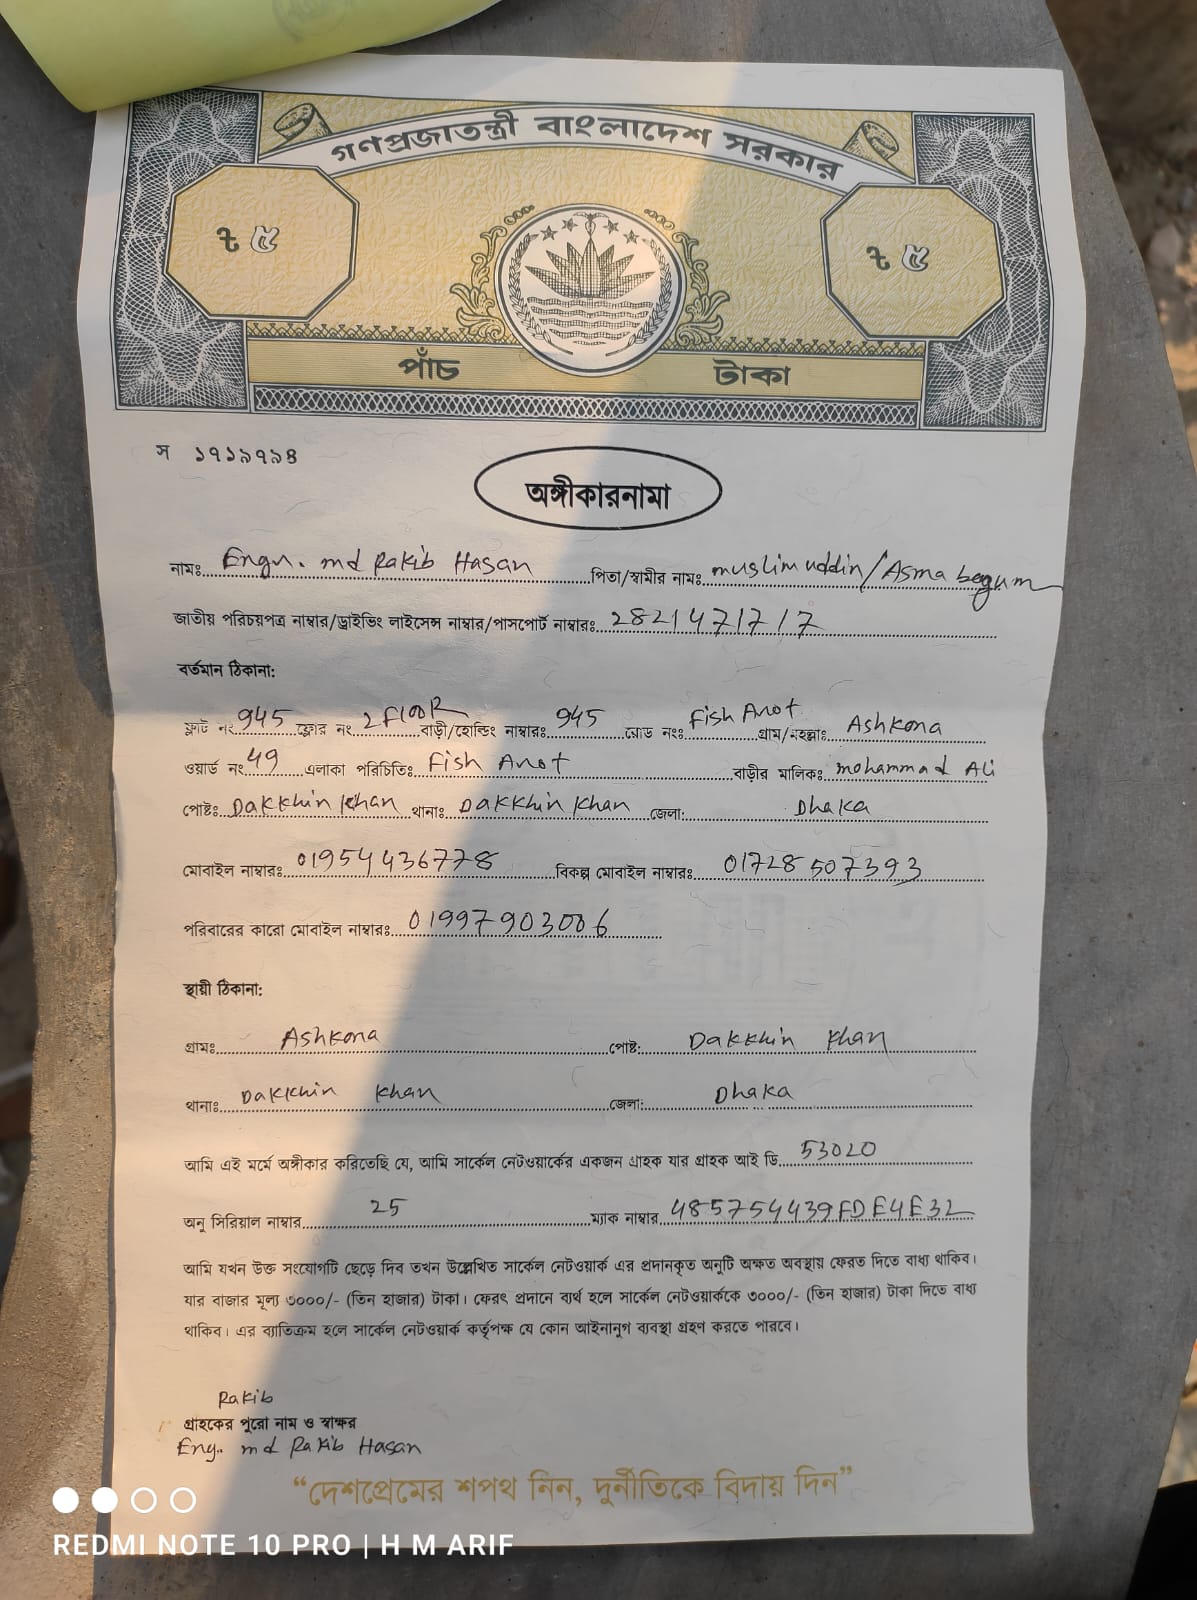 গণপ্রজাতন্ত্রী বাংলাদেশ সরকার
৳ ৫ ৳ ৫
পাঁচ টাকা
স ১৭১৯৭৭৪
অঙ্গীকারনামা
নামঃ Engn. md Rakib Hasan পিতা/স্বামীর নামঃ muslim uddin/Asma begum
জাতীয় পরিচয়পত্র নাম্বার/ড্রাইভিং লাইসেন্স নাম্বার/পাসপোর্ট নাম্বারঃ 2821471717
বর্তমান ঠিকানা:
ফ্লাট নং 945 ফ্লোর নং 2 FlooR বাড়ী/হোল্ডিং নাম্বারঃ 945 রোড নংঃ Fish Anot গ্রাম/মহল্লাঃ Ashkona
ওয়ার্ড নং 49 এলাকা পরিচিতিঃ Fish Anot বাড়ীর মালিকঃ mohammad Ali
পোষ্টঃ Dakkhin Khan থানাঃ Dakkhin Khan জেলা: Dhaka
মোবাইল নাম্বারঃ 01954436778 বিকল্প মোবাইল নাম্বারঃ 01728507393
পরিবারের কারো মোবাইল নাম্বারঃ 01997903006
স্থায়ী ঠিকানা:
গ্রামঃ Ashkona পোষ্ট: Dakkhin Khan
থানাঃ Dakkhin Khan জেলা: Dhaka
আমি এই মর্মে অঙ্গীকার করিতেছি যে, আমি সার্কেল নেটওয়ার্কের একজন গ্রাহক যার গ্রাহক আই ডি 53020
অনু সিরিয়াল নাম্বার 25 ম্যাক নাম্বার 485754439FDE4E32
আমি যখন উক্ত সংযোগটি ছেড়ে দিব তখন উল্লেখিত সার্কেল নেটওয়ার্ক এর প্রদানকৃত অনুটি অক্ষত অবস্থায় ফেরত দিতে বাধ্য থাকিব।
যার বাজার মূল্য ৩০০০/- (তিন হাজার) টাকা। ফেরৎ প্রদানে ব্যর্থ হলে সার্কেল নেটওয়ার্ককে ৩০০০/- (তিন হাজার) টাকা দিতে বাধ্য
থাকিব। এর ব্যাতিক্রম হলে সার্কেল নেটওয়ার্ক কর্তৃপক্ষ যে কোন আইনানুগ ব্যবস্থা গ্রহণ করতে পারবে।
Rakib
গ্রাহকের পুরো নাম ও স্বাক্ষর
Eng. md Rakib Hasan
“দেশপ্রেমের শপথ নিন, দুর্নীতিকে বিদায় দিন”
REDMI NOTE 10 PRO | H M ARIF